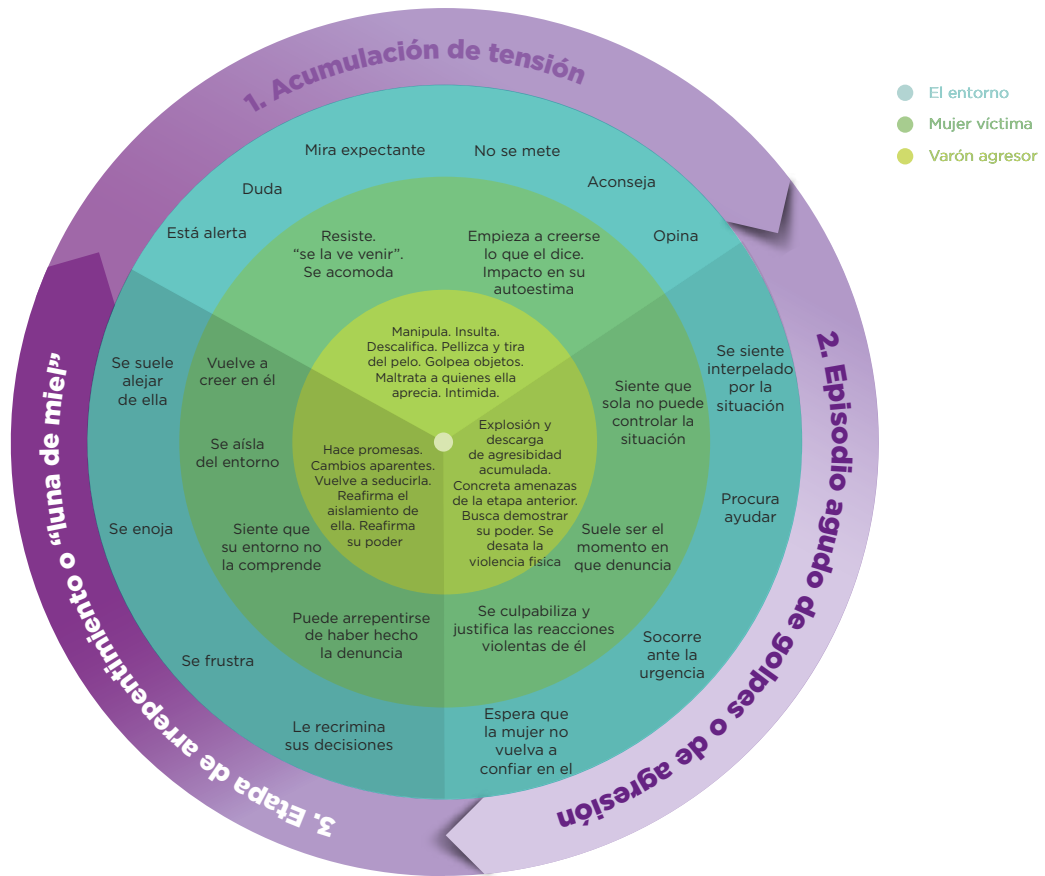 1. Acumulación de tensión
El entorno
Mujer víctima
Varón agresor
Mira expectante
No se mete
Duda
Aconseja
Está alerta
Opina
Resiste.
“se la ve venir”.
Se acomoda
Empieza a creerse
lo que el dice.
Impacto en su
autoestima
Manipula. Insulta.
Descalifica. Pellizca y tira
del pelo. Golpea objetos.
Maltrata a quienes ella
aprecia. Intimida.
2. Episodio agudo de golpes o de agresión
Se siente
interpelado
por la
situación
Procura
ayudar
Socorre
ante la
urgencia
Espera que
la mujer no
vuelva a
confiar en el
Siente que
sola no puede
controlar la
situación
Suele ser el
momento en
que denuncia
Se culpabiliza y
justifica las reacciones
violentas de él
Explosión y
descarga
de agresibidad
acumulada.
Concreta amenazas
de la etapa anterior.
Busca demostrar
su poder. Se
desata la
violencia física
3. Etapa de arrepentimiento o “luna de miel”
Se suele
alejar
de ella
Se enoja
Se frustra
Le recrimina
sus decisiones
Vuelve a
creer en él
Se aísla
del entorno
Siente que
su entorno no
la comprende
Puede arrepentirse
de haber hecho
la denuncia
Hace promesas.
Cambios aparentes.
Vuelve a seducirla.
Reafirma el
aislamiento de
ella. Reafirma
su poder